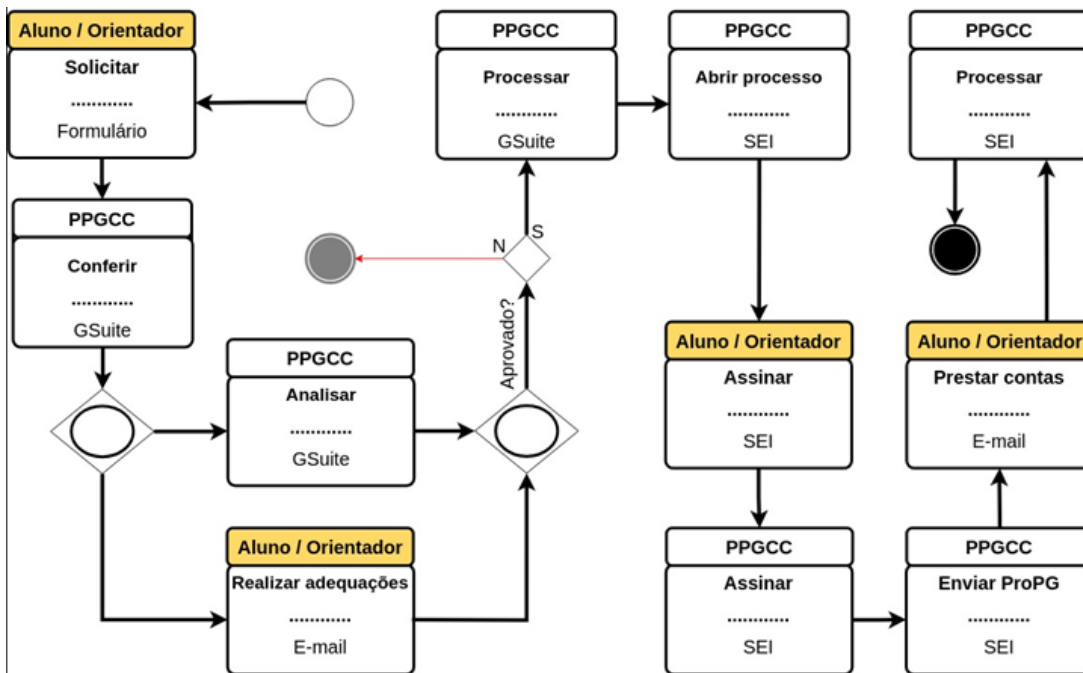 Aluno / Orientador
Solicitar
............
Formulário
PPGCC
Conferir
............
GSuite
PPGCC
Analisar
............
GSuite
Aluno / Orientador
Realizar adequações
............
E-mail
Aprovado?
N
S
PPGCC
Processar
............
GSuite
PPGCC
Abrir processo
............
SEI
Aluno / Orientador
Assinar
............
SEI
PPGCC
Assinar
............
SEI
PPGCC
Enviar ProPG
............
SEI
Aluno / Orientador
Prestar contas
............
E-mail
PPGCC
Processar
............
SEI